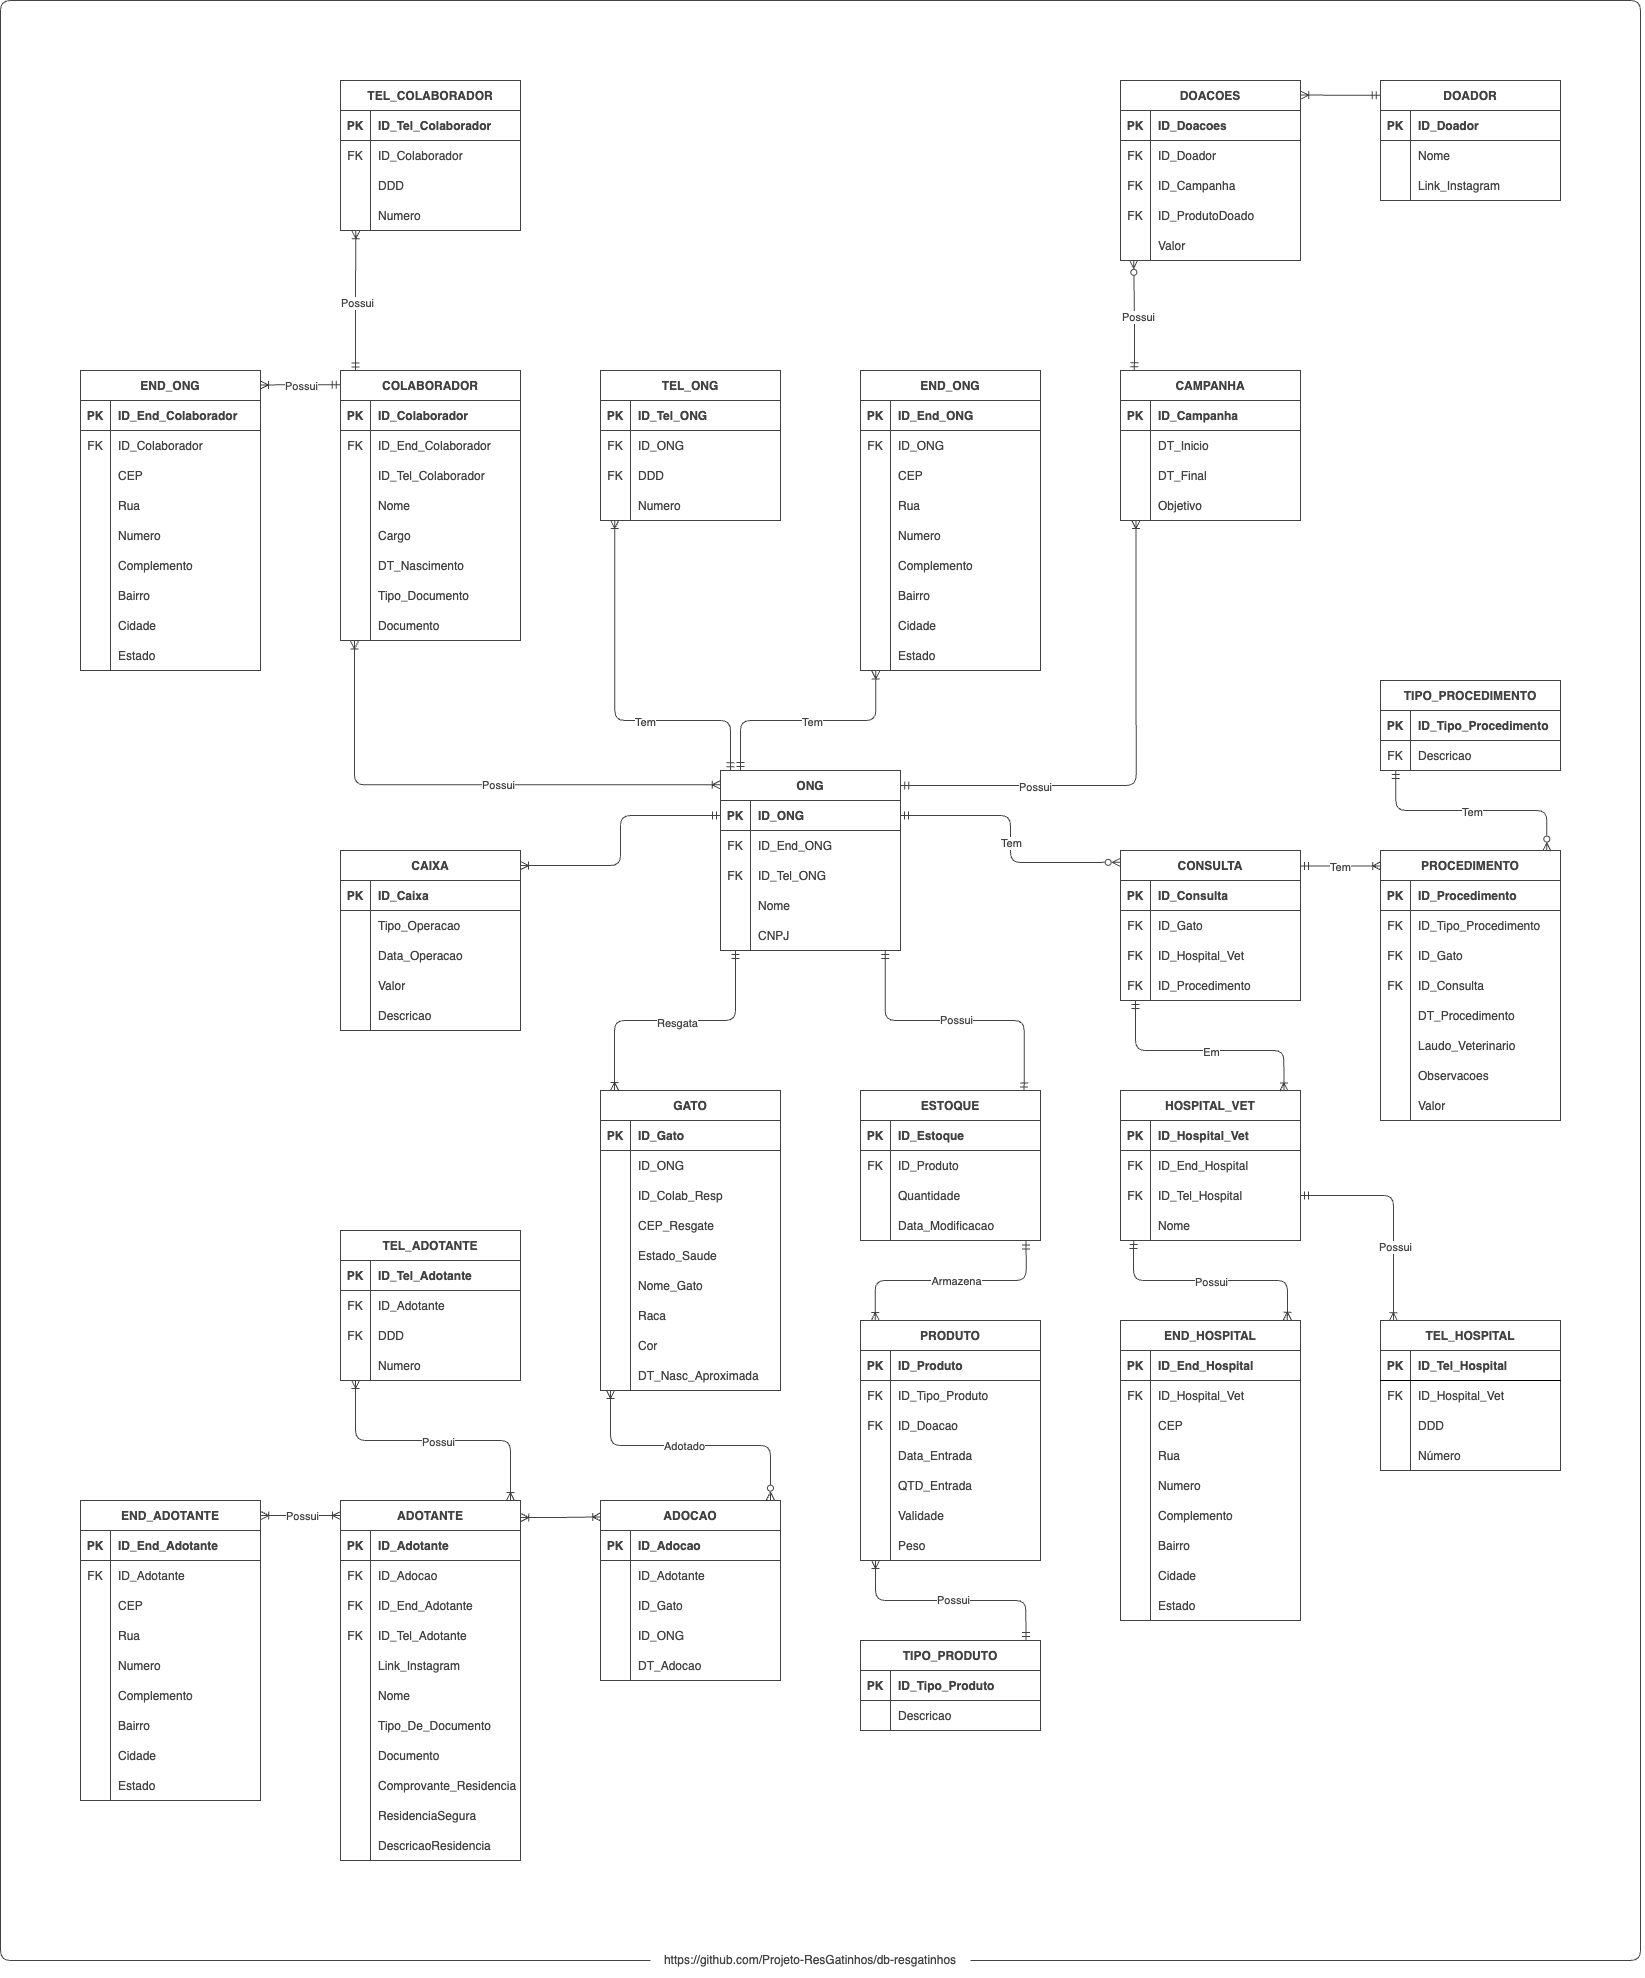 TEL_COLABORADOR
PK ID_Tel_Colaborador
FK ID_Colaborador
DDD
Numero
DOACOES
PK ID_Doacoes
FK ID_Doador
FK ID_Campanha
FK ID_ProdutoDoado
Valor
DOADOR
PK ID_Doador
Nome
Link_Instagram
Possui
Possui
END_ONG
PK ID_End_Colaborador
FK ID_Colaborador
CEP
Rua
Numero
Complemento
Bairro
Cidade
Estado
Possui
COLABORADOR
PK ID_Colaborador
FK ID_End_Colaborador
ID_Tel_Colaborador
Nome
Cargo
DT_Nascimento
Tipo_Documento
Documento
TEL_ONG
PK ID_Tel_ONG
FK ID_ONG
FK DDD
Numero
END_ONG
PK ID_End_ONG
FK ID_ONG
CEP
Rua
Numero
Complemento
Bairro
Cidade
Estado
CAMPANHA
PK ID_Campanha
DT_Inicio
DT_Final
Objetivo
Tem
Tem
TIPO_PROCEDIMENTO
PK ID_Tipo_Procedimento
FK Descricao
Possui
Possui
Tem
ONG
PK ID_ONG
FK ID_End_ONG
FK ID_Tel_ONG
Nome
CNPJ
Tem
CAIXA
PK ID_Caixa
Tipo_Operacao
Data_Operacao
Valor
Descricao
CONSULTA
PK ID_Consulta
FK ID_Gato
FK ID_Hospital_Vet
FK ID_Procedimento
Tem
PROCEDIMENTO
PK ID_Procedimento
FK ID_Tipo_Procedimento
FK ID_Gato
FK ID_Consulta
DT_Procedimento
Laudo_Veterinario
Observacoes
Valor
Resgata
Possui
Em
GATO
PK ID_Gato
ID_ONG
ID_Colab_Resp
CEP_Resgate
Estado_Saude
Nome_Gato
Raca
Cor
DT_Nasc_Aproximada
ESTOQUE
PK ID_Estoque
FK ID_Produto
Quantidade
Data_Modificacao
HOSPITAL_VET
PK ID_Hospital_Vet
FK ID_End_Hospital
FK ID_Tel_Hospital
Nome
Possui
TEL_ADOTANTE
PK ID_Tel_Adotante
FK ID_Adotante
FK DDD
Numero
Armazena
Possui
PRODUTO
PK ID_Produto
FK ID_Tipo_Produto
FK ID_Doacao
Data_Entrada
QTD_Entrada
Validade
Peso
END_HOSPITAL
PK ID_End_Hospital
FK ID_Hospital_Vet
CEP
Rua
Numero
Complemento
Bairro
Cidade
Estado
TEL_HOSPITAL
PK ID_Tel_Hospital
FK ID_Hospital_Vet
DDD
Número
Possui
Adotado
END_ADOTANTE
PK ID_End_Adotante
FK ID_Adotante
CEP
Rua
Numero
Complemento
Bairro
Cidade
Estado
Possui
ADOTANTE
PK ID_Adotante
FK ID_Adocao
FK ID_End_Adotante
FK ID_Tel_Adotante
Link_Instagram
Nome
Tipo_De_Documento
Documento
Comprovante_Residencia
ResidenciaSegura
DescricaoResidencia
ADOCAO
PK ID_Adocao
ID_Adotante
ID_Gato
ID_ONG
DT_Adocao
Possui
TIPO_PRODUTO
PK ID_Tipo_Produto
Descricao
https://github.com/Projeto-ResGatinhos/db-resgatinhos